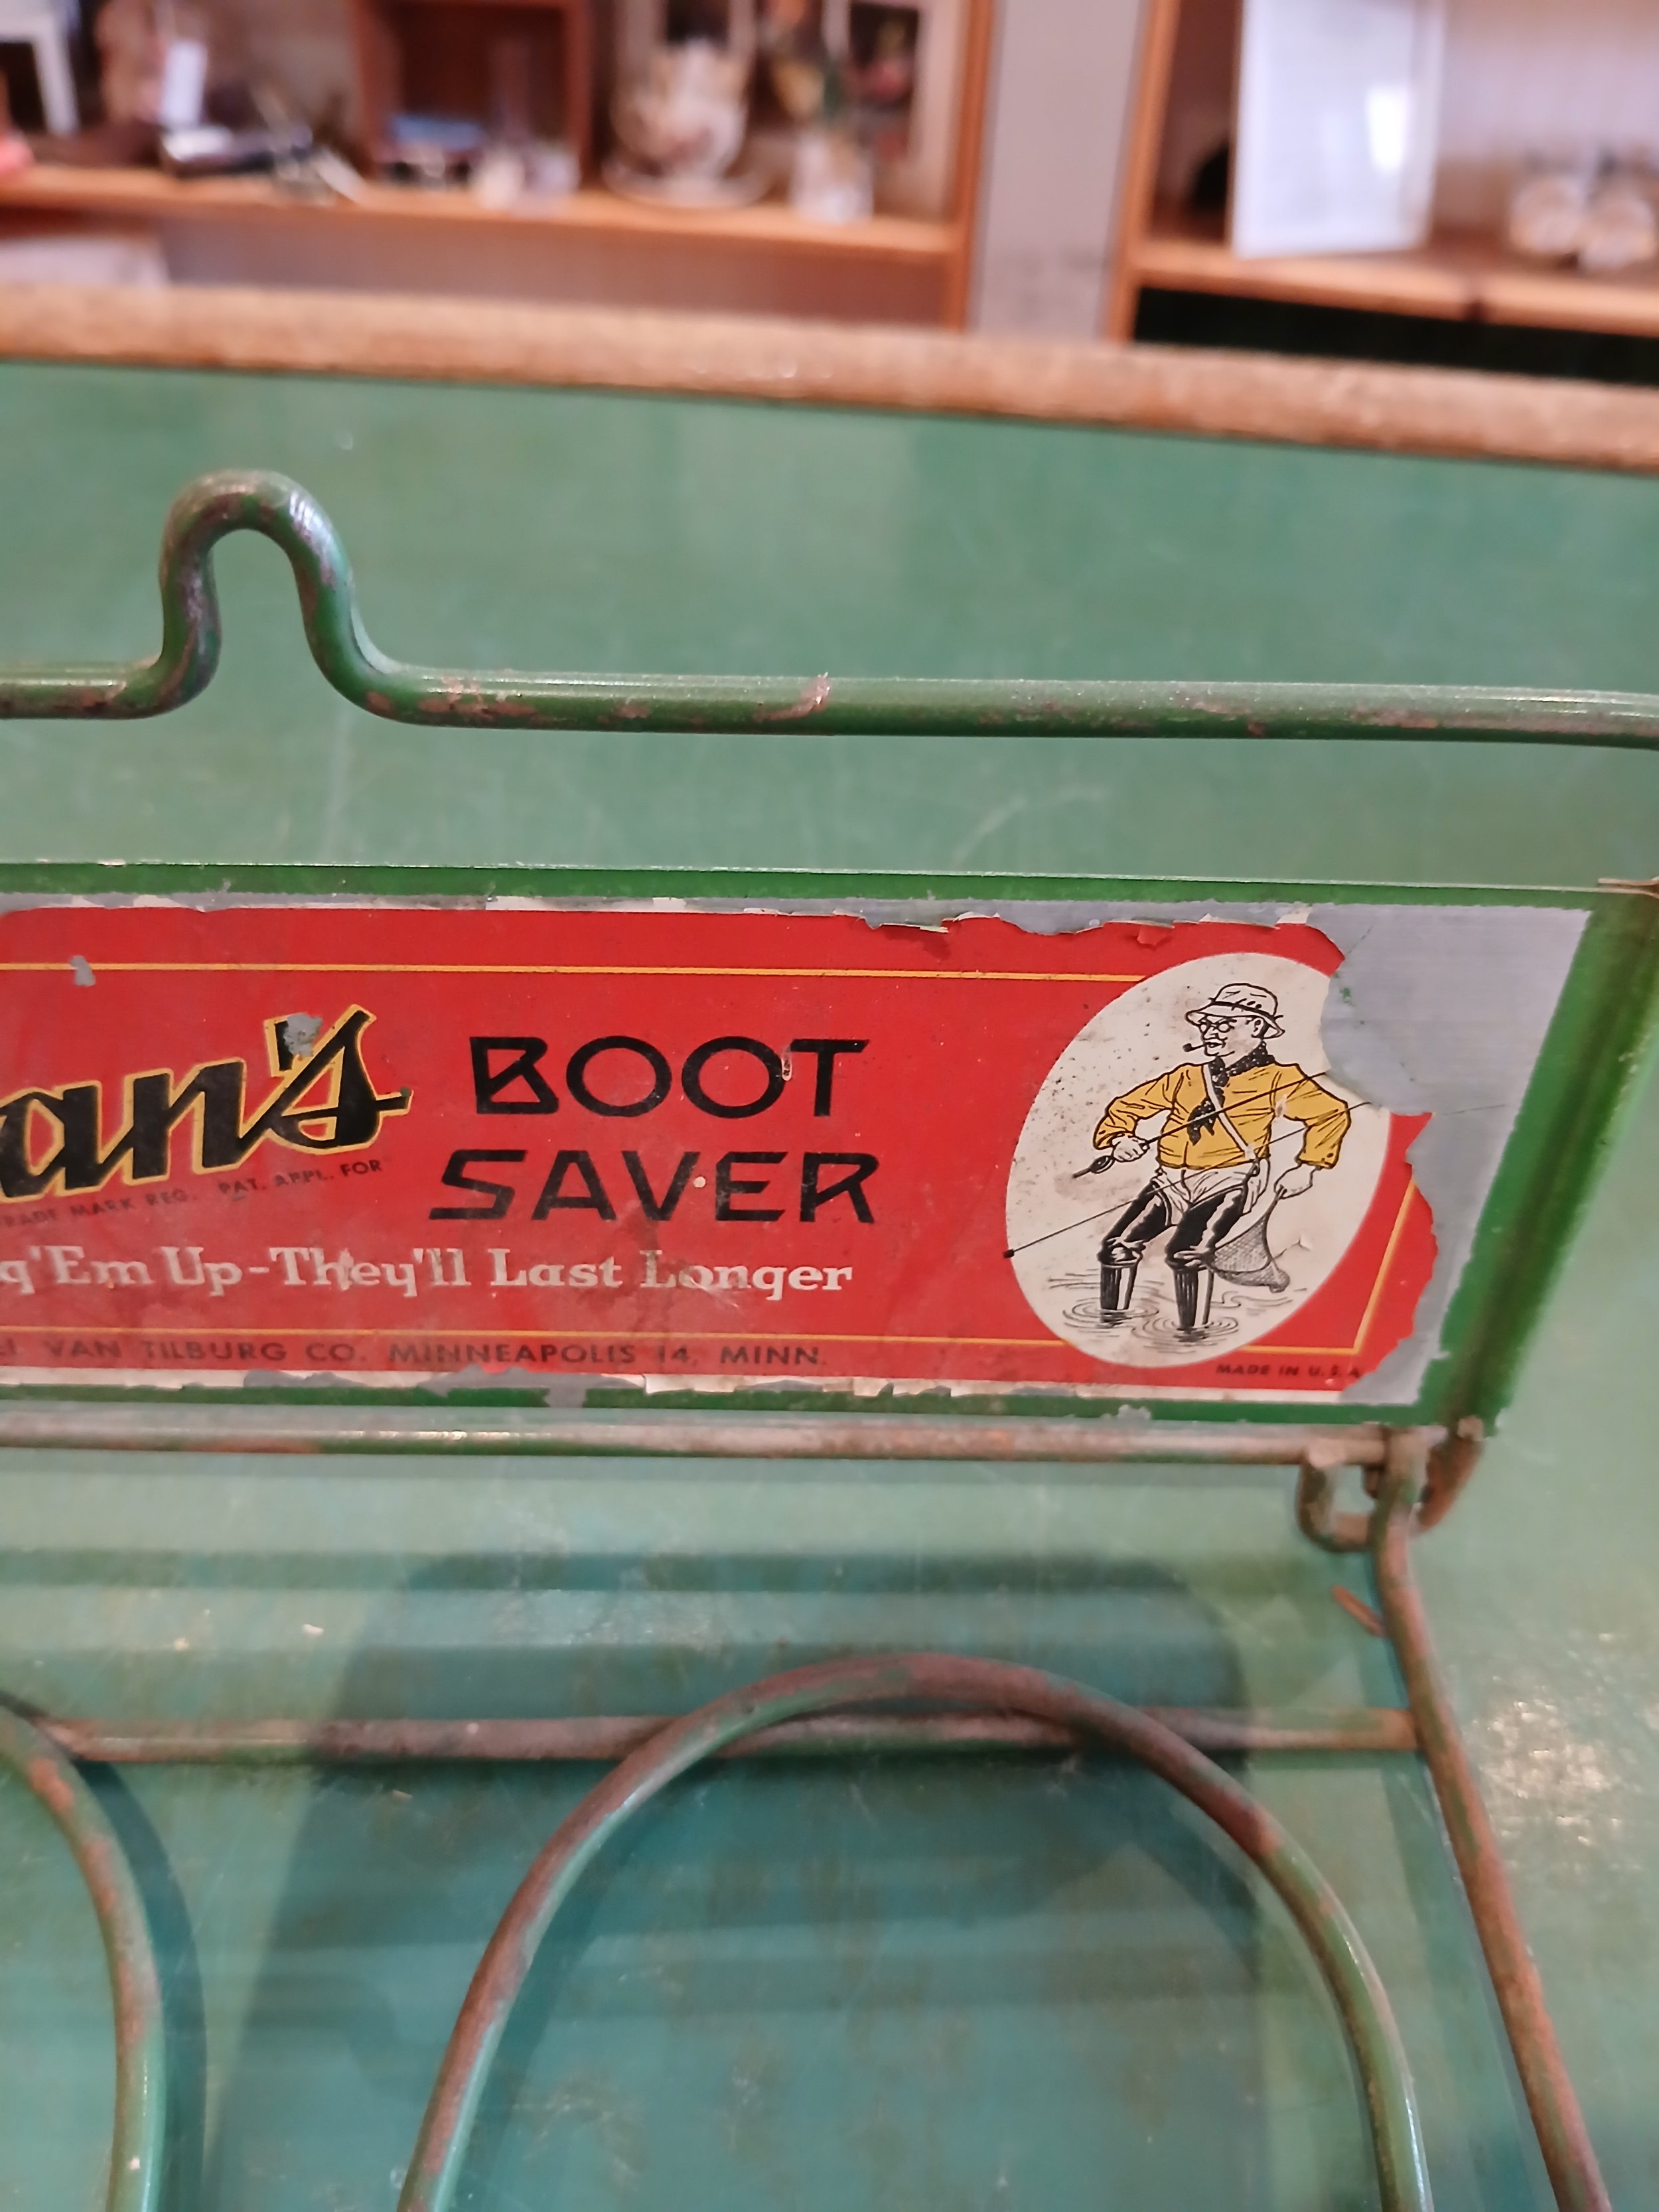 an's BOOT
SAVER
TRADE MARK REG. PAT. APPL. FOR
g 'Em Up-They'll Last Longer
VAN TILBURG CO. MINNEAPOLIS 14, MINN.
MADE IN U.S.A